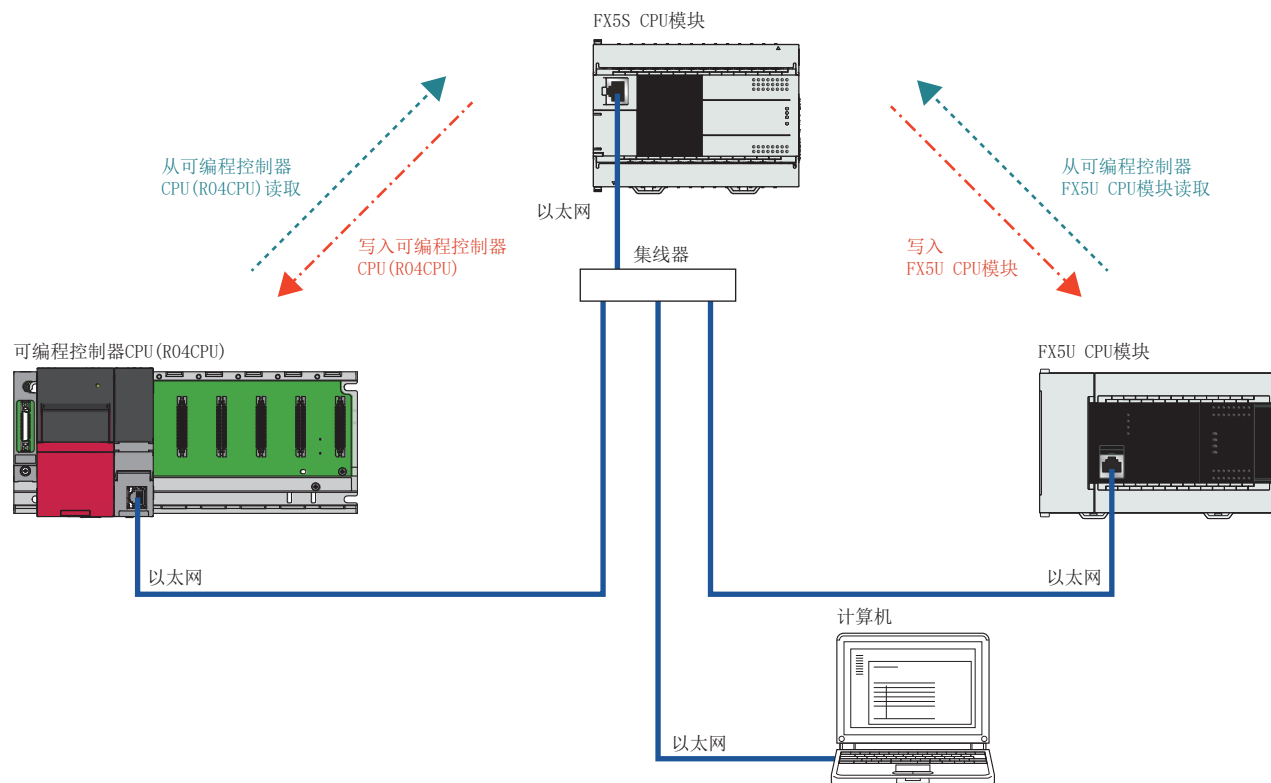 FX5S CPU模块
从可编程控制器
CPU(R04CPU)读取
从可编程控制器
FX5U CPU模块读取
以太网
写入可编程控制器
CPU(R04CPU)
集线器
写入
FX5U CPU模块
可编程控制器CPU(R04CPU)
FX5U CPU模块
以太网
以太网
计算机
以太网